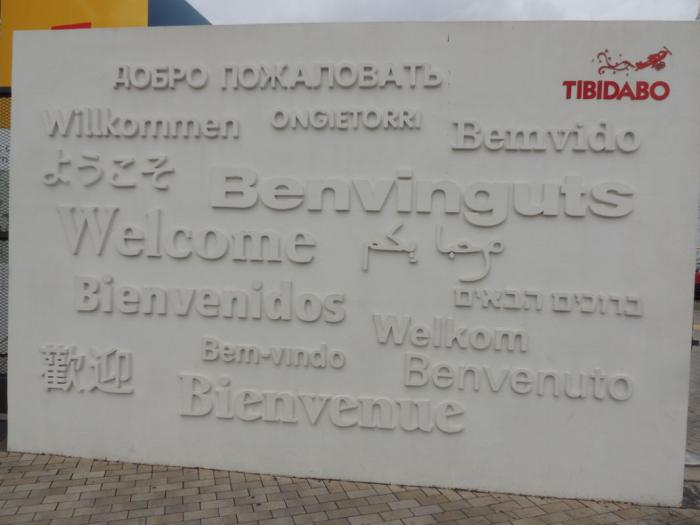 ДОБРО ПОЖАЛОВАТЬ
TIBIDABO
Willkommen
ONGIETORRI
Bemvido
ようこそ
Benvinguts
Welcome
مرحبا بكم
Bienvenidos
ברוכים הבאים
Welkom
Bem-vindo
歡迎
Benvenuto
Bienvenue